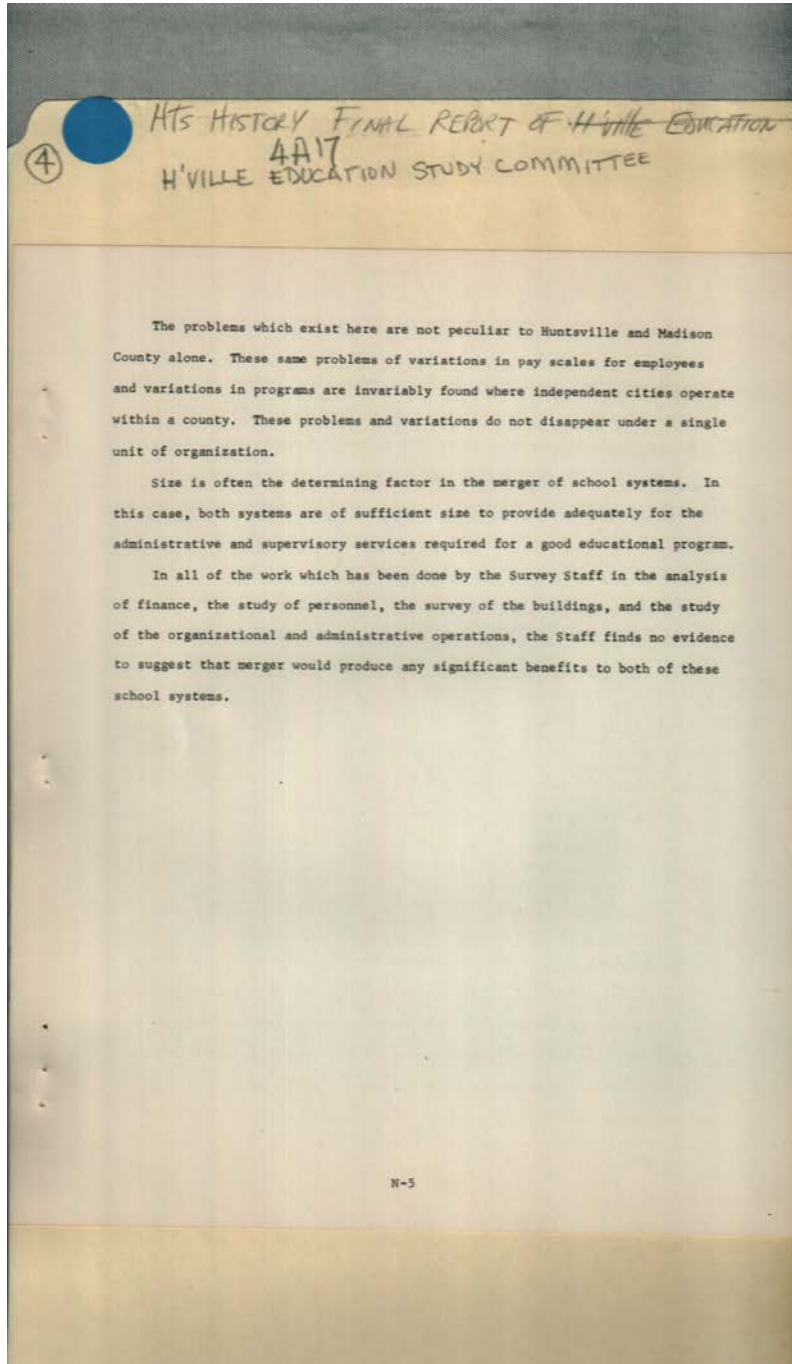 HTS HISTORY FINAL REPORT OF H'ville EDUCATION
4A17
④
H'VILLE EDUCATION STUDY COMMITTEE
The problems which exist here are not peculiar to Huntsville and Madison
County alone. These same problems of variations in pay scales for employees
and variations in programs are invariably found where independent cities operate
within a county. These problems and variations do not disappear under a single
unit of organization.
Size is often the determining factor in the merger of school systems. In
this case, both systems are of sufficient size to provide adequately for the
administrative and supervisory services required for a good educational program.
In all of the work which has been done by the Survey Staff in the analysis
of finance, the study of personnel, the survey of the buildings, and the study
of the organizational and administrative operations, the Staff finds no evidence
to suggest that merger would produce any significant benefits to both of these
school systems.
N-5